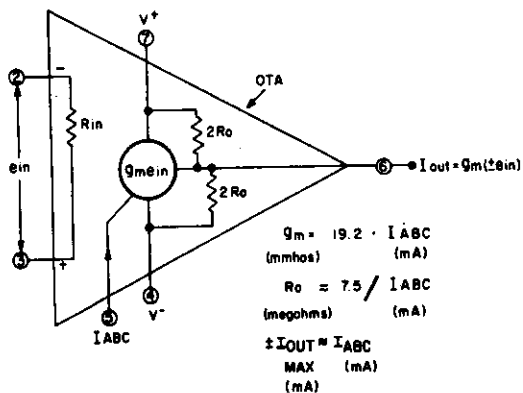 V+
7
OTA
2
-
Rin
2Ro
ein
gmein
2Ro
6
Iout = gm(±ein)
3
+
5
IABC
4
V-
gm = 19.2 · IABC
(mmhos) (mA)
Ro ≈ 7.5 / IABC
(megohms) (mA)
±IOUT ≈ IABC
MAX (mA)
(mA)